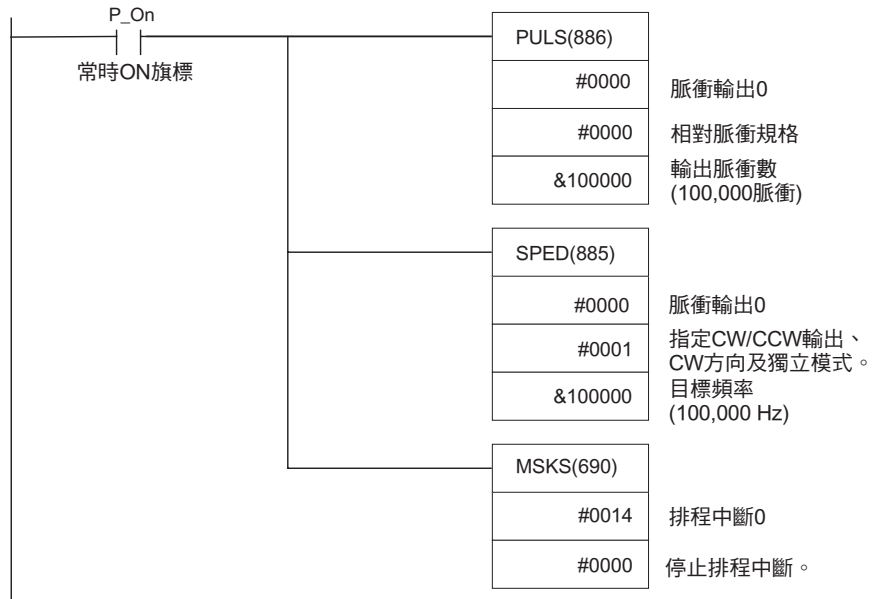 P_On
常時ON旗標
PULS(886)
#0000
脈衝輸出0
#0000
相對脈衝規格
&100000
輸出脈衝數
(100,000脈衝)
SPED(885)
#0000
脈衝輸出0
#0001
指定CW/CCW輸出、
CW方向及獨立模式。
&100000
目標頻率
(100,000 Hz)
MSKS(690)
#0014
排程中斷0
#0000
停止排程中斷。